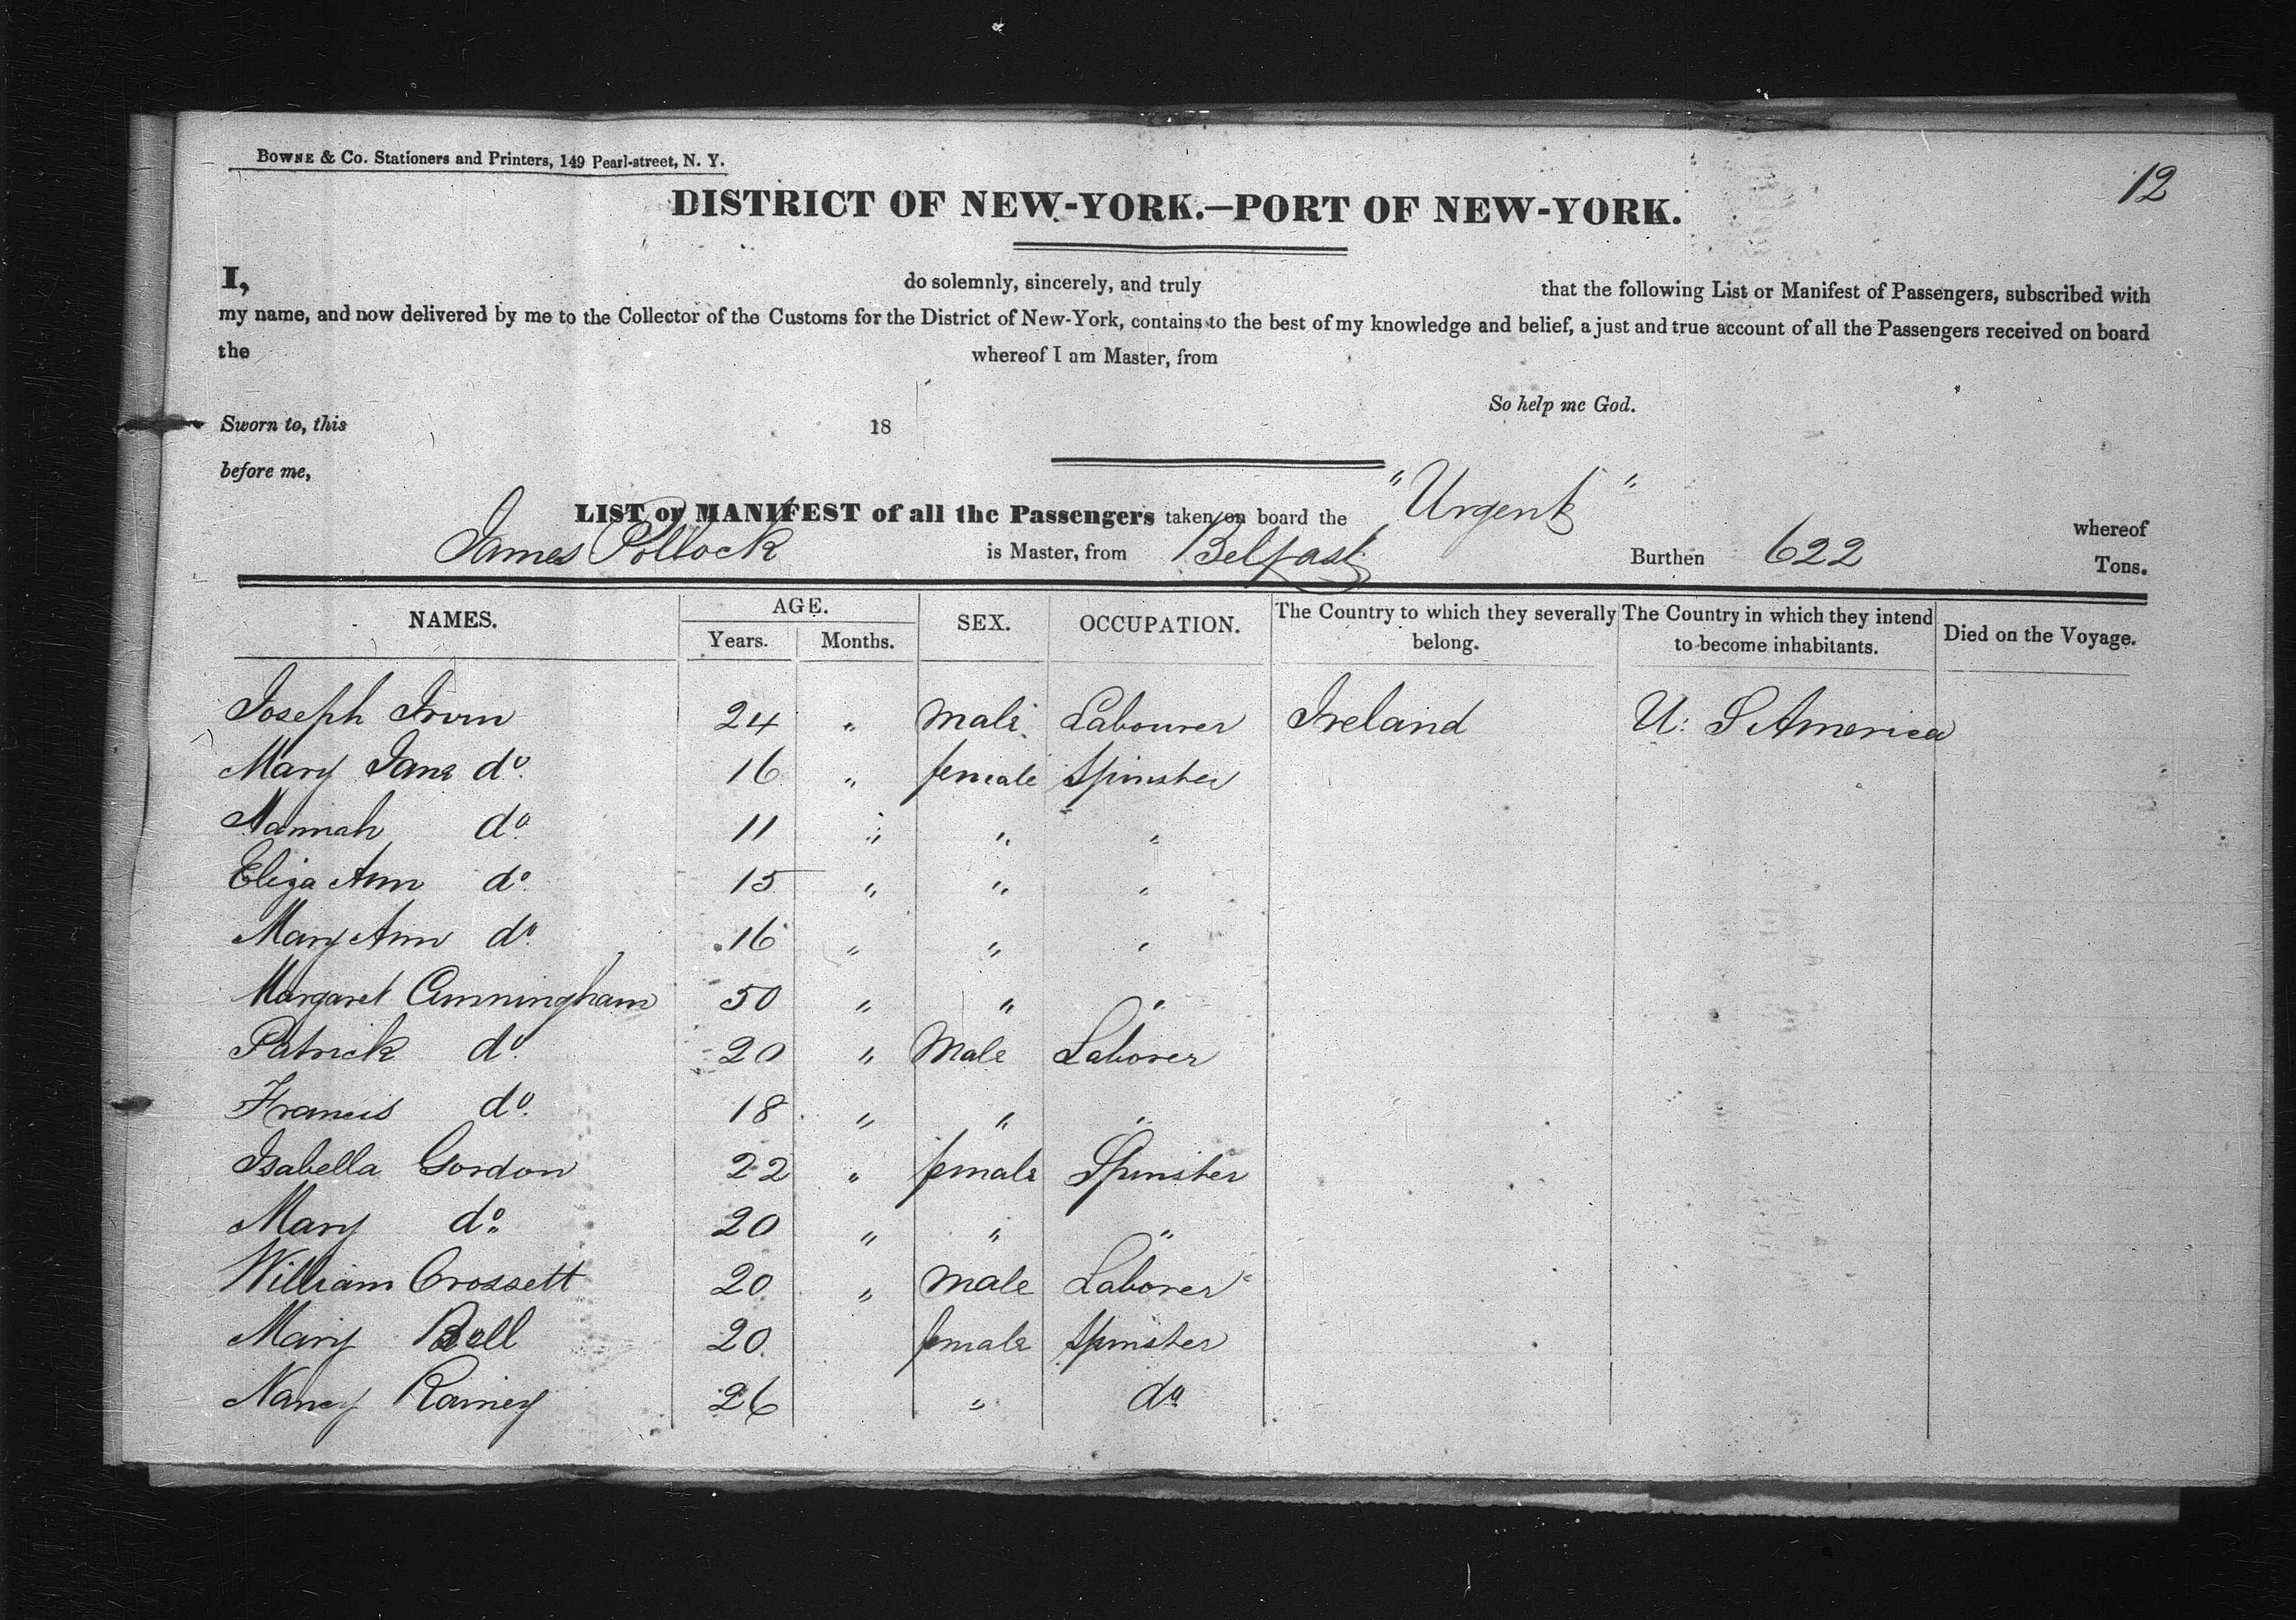 BOWNE & Co. Stationers and Printers, 149 Pearl-street, N. Y.
12
DISTRICT OF NEW-YORK.—PORT OF NEW-YORK.
I, do solemnly, sincerely, and truly that the following List or Manifest of Passengers, subscribed with
my name, and now delivered by me to the Collector of the Customs for the District of New-York, contains to the best of my knowledge and belief, a just and true account of all the Passengers received on board
the whereof I am Master, from
So help me God.
Sworn to, this 18
before me,
LIST or MANIFEST of all the Passengers taken on board the "Urgent" whereof
James Pollock is Master, from Belfast Burthen 622 Tons.
NAMES. AGE. SEX. OCCUPATION. The Country to which they severally belong. The Country in which they intend to become inhabitants. Died on the Voyage.
Years. Months.
Joseph Irvin 24 " Male Labourer Ireland U: S America
Mary Jane do. 16 " female Spinster
Hannah do. 11 " " "
Eliza Ann do. 15 " " "
Mary Ann do. 16 " " "
Margaret Cunningham 50 " " "
Patrick do. 20 " Male Laborer
Francis do. 18 " " "
Isabella Gordon 22 " female Spinster
Mary do. 20 " " "
William Crossett 20 " Male Laborer
Mary Bell 20 female Spinster
Nancy Rainey 26 " do